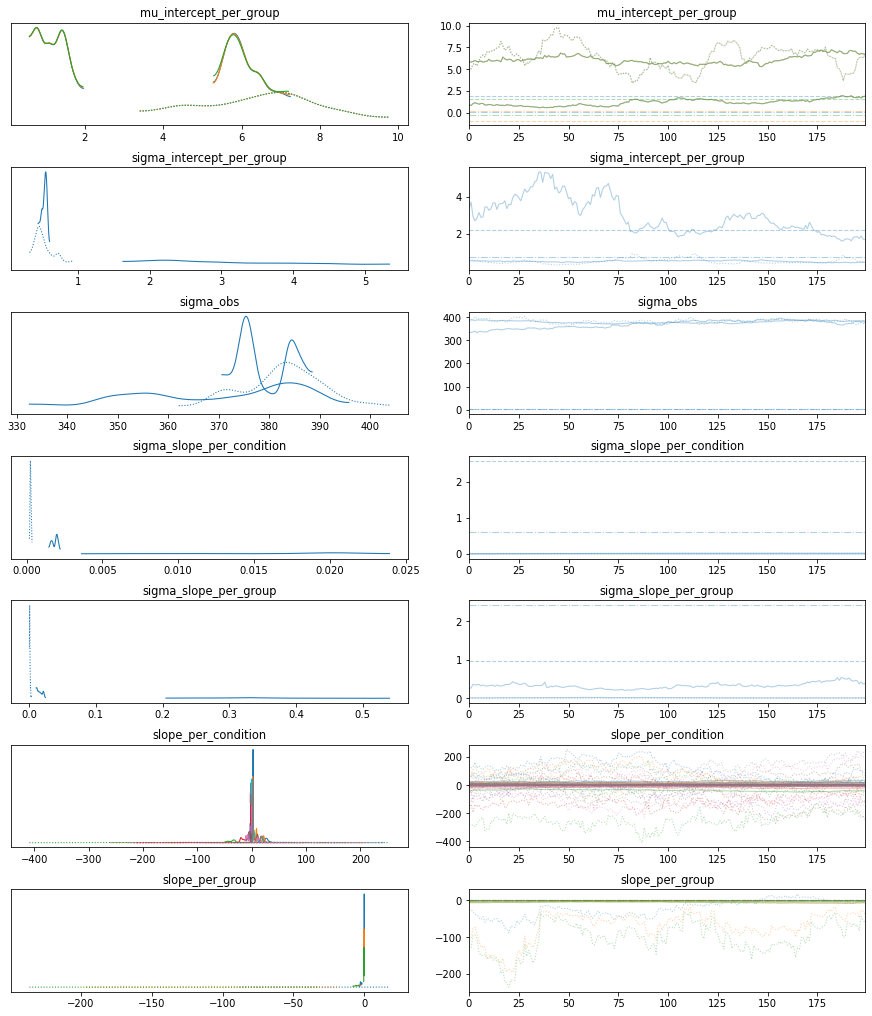 mu_intercept_per_group mu_intercept_per_group
10.0
7.5
5.0
2.5
0.0
2 4 6 8 10 0 25 50 75 100 125 150 175
sigma_intercept_per_group sigma_intercept_per_group
4
2
1 2 3 4 5 0 25 50 75 100 125 150 175
sigma_obs sigma_obs
400
300
200
100
0
330 340 350 360 370 380 390 400 0 25 50 75 100 125 150 175
sigma_slope_per_condition sigma_slope_per_condition
2
1
0
0.000 0.005 0.010 0.015 0.020 0.025 0 25 50 75 100 125 150 175
sigma_slope_per_group sigma_slope_per_group
2
1
0
0.0 0.1 0.2 0.3 0.4 0.5 0 25 50 75 100 125 150 175
slope_per_condition slope_per_condition
200
0
−200
−400
−400 −300 −200 −100 0 100 200 0 25 50 75 100 125 150 175
slope_per_group slope_per_group
0
−100
−200
−200 −150 −100 −50 0 0 25 50 75 100 125 150 175